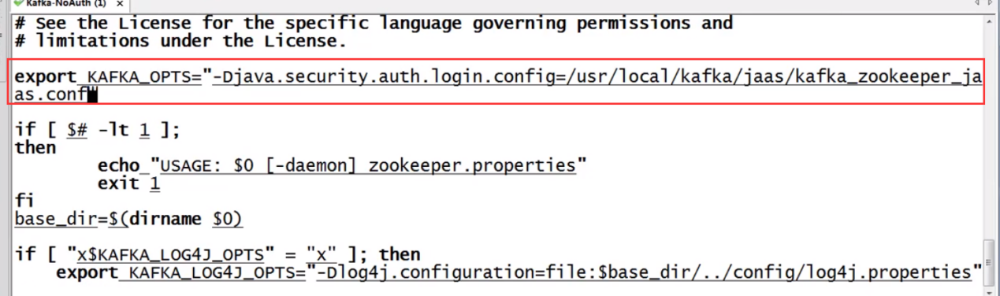 Kafka-NoAuth (1)
# See the License for the specific language governing permissions and
# limitations under the License.
export KAFKA_OPTS="-Djava.security.auth.login.config=/usr/local/kafka/jaas/kafka_zookeeper_ja
as.conf"
if [ $# -lt 1 ];
then
echo "USAGE: $0 [-daemon] zookeeper.properties"
exit 1
fi
base_dir=$(dirname $0)
if [ "x$KAFKA_LOG4J_OPTS" = "x" ]; then
export KAFKA_LOG4J_OPTS="-Dlog4j.configuration=file:$base_dir/../config/log4j.properties"